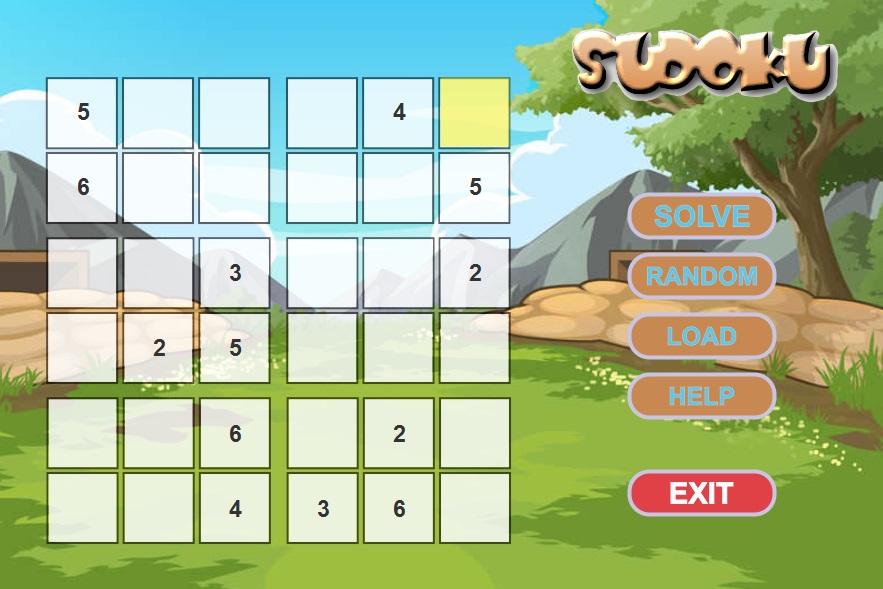 SUDOKU
5 4
6 5
SOLVE
3 2
RANDOM
2 5
LOAD
HELP
6 2
4 3 6
EXIT